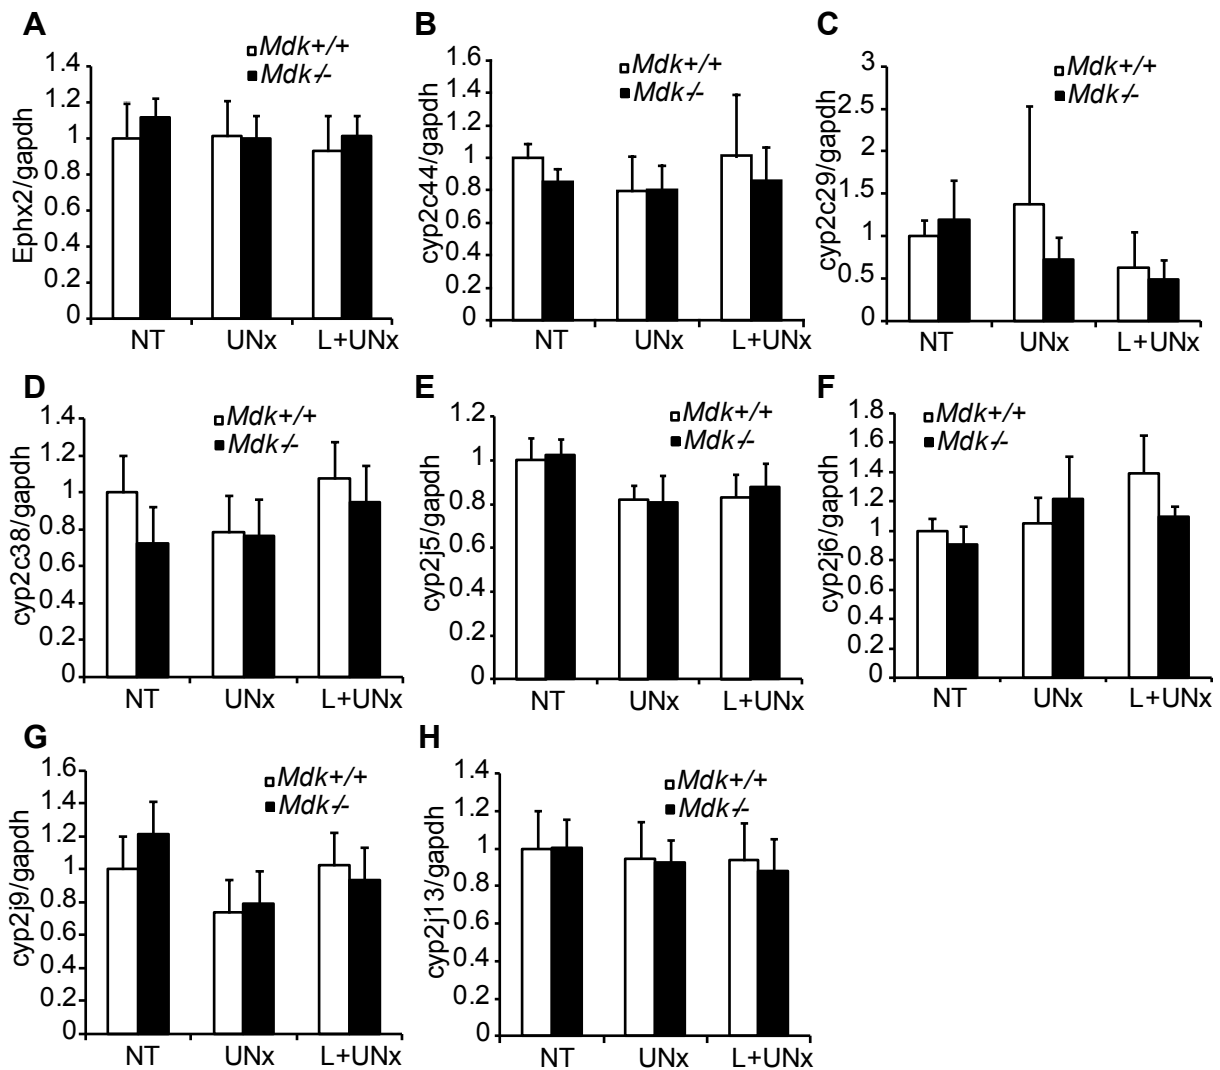 A
Mdk+/+
Mdk-/-
Ephx2/gapdh
1.4
1.2
1
0.8
0.6
0.4
0.2
0
NT UNx L+UNx
B
Mdk+/+
Mdk-/-
cyp2c44/gapdh
1.6
1.4
1.2
1
0.8
0.6
0.4
0.2
0
NT UNx L+UNx
C
Mdk+/+
Mdk-/-
cyp2c29/gapdh
3
2.5
2
1.5
1
0.5
0
NT UNx L+UNx
D
Mdk+/+
Mdk-/-
cyp2c38/gapdh
1.4
1.2
1
0.8
0.6
0.4
0.2
0
NT UNx L+UNx
E
Mdk+/+
Mdk-/-
cyp2j5/gapdh
1.2
1
0.8
0.6
0.4
0.2
0
NT UNx L+UNx
F
Mdk+/+
Mdk-/-
cyp2j6/gapdh
1.8
1.6
1.4
1.2
1
0.8
0.6
0.4
0.2
0
NT UNx L+UNx
G
Mdk+/+
Mdk-/-
cyp2j9/gapdh
1.6
1.4
1.2
1
0.8
0.6
0.4
0.2
0
NT UNx L+UNx
H
Mdk+/+
Mdk-/-
cyp2j13/gapdh
1.4
1.2
1
0.8
0.6
0.4
0.2
0
NT UNx L+UNx